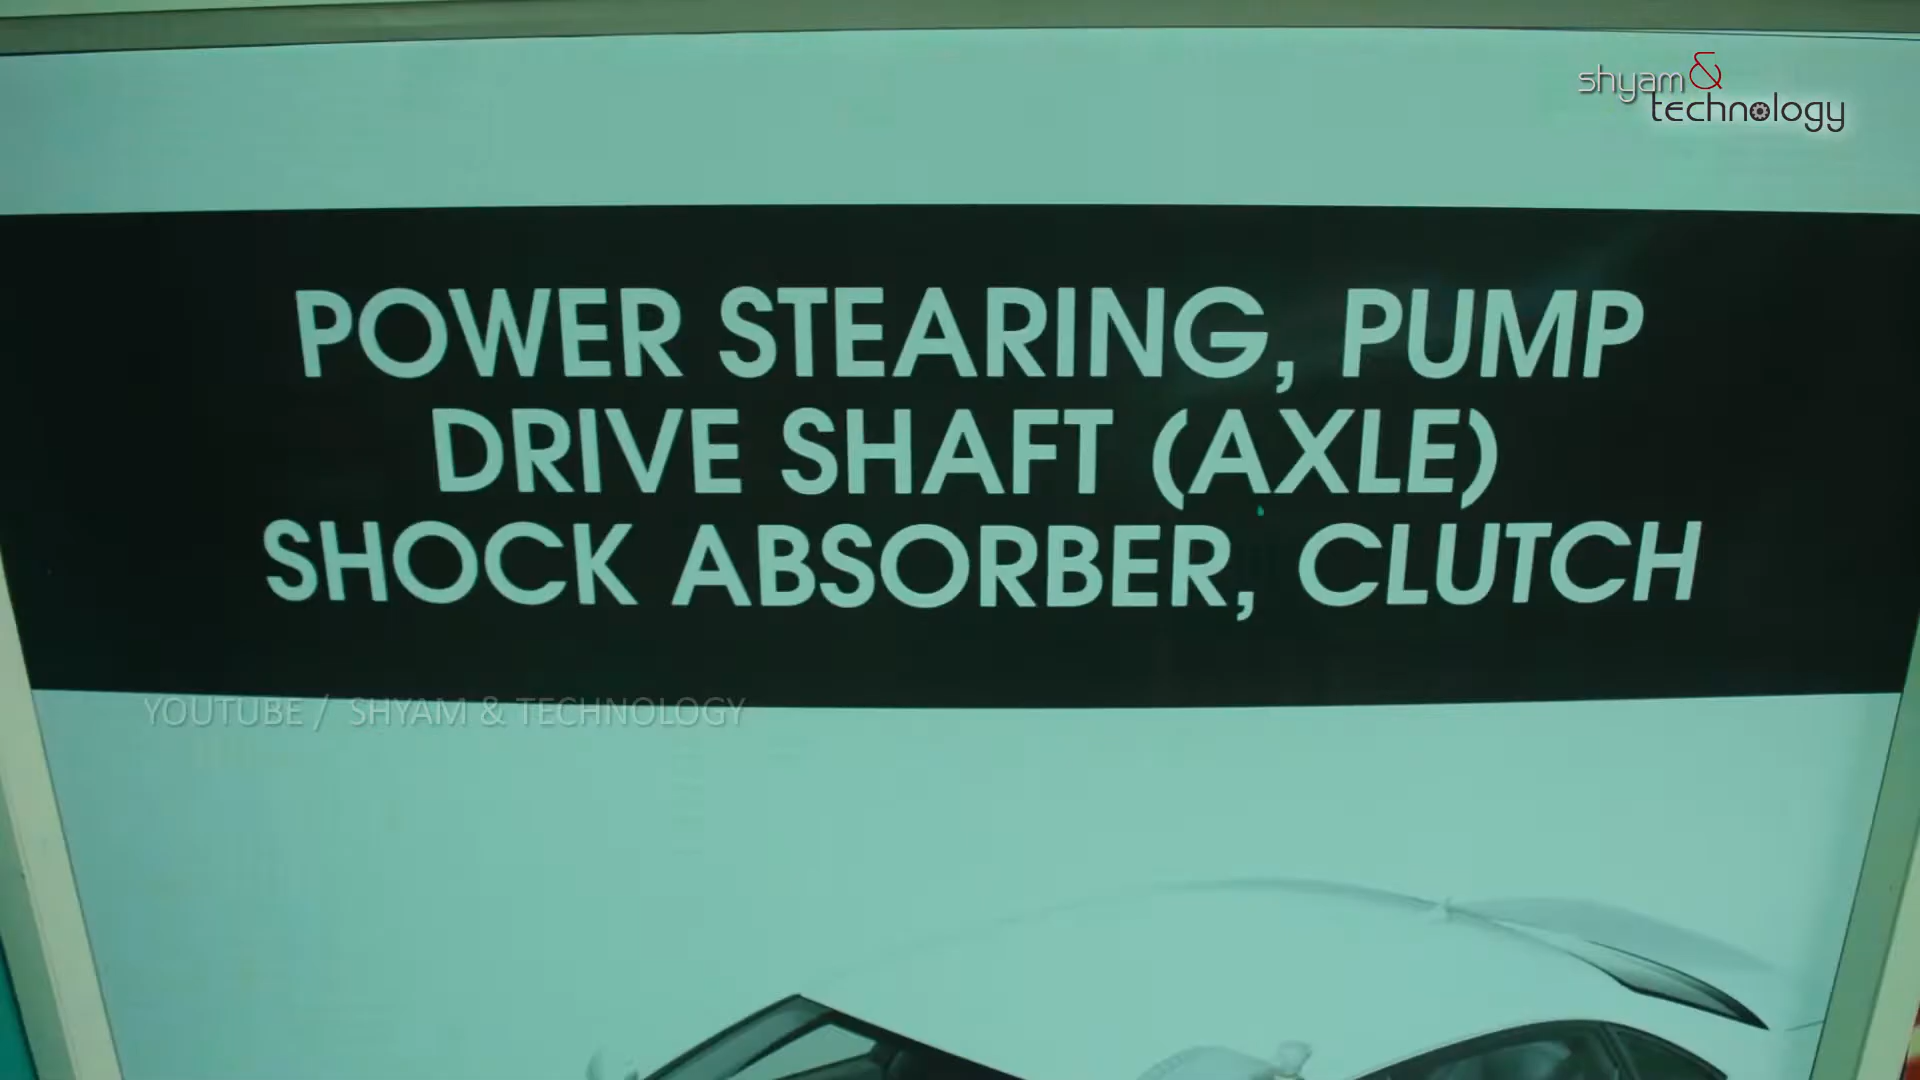 shyam &
technology
POWER STEARING, PUMP
DRIVE SHAFT (AXLE)
SHOCK ABSORBER, CLUTCH
YOUTUBE / SHYAM & TECHNOLOGY